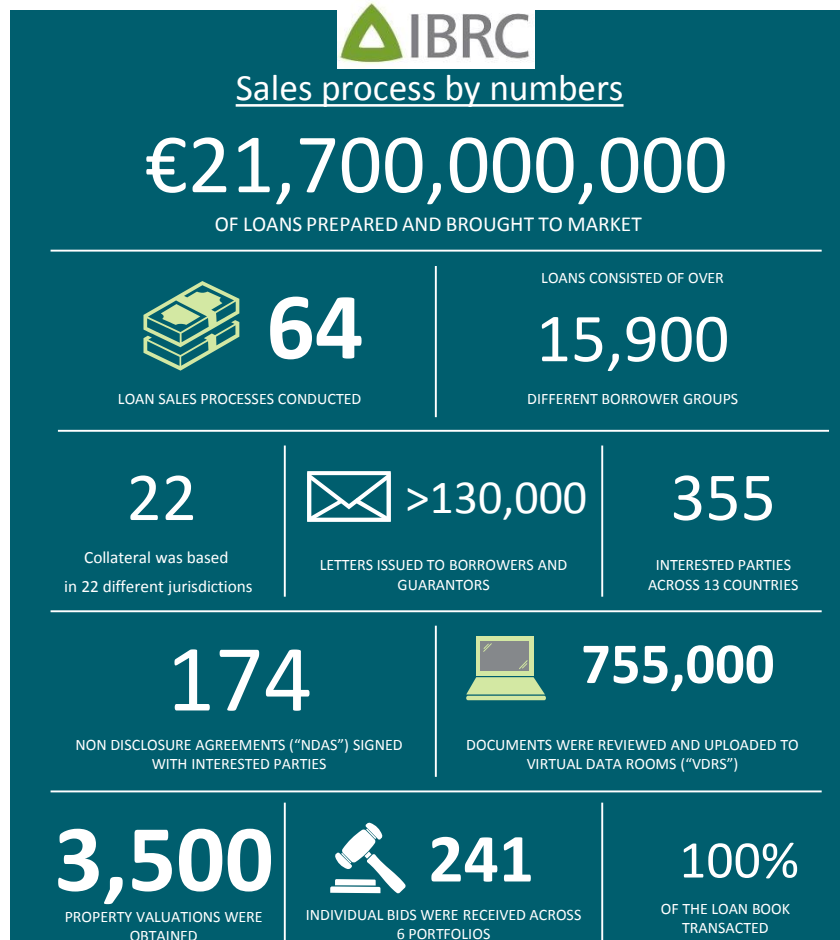 IBRC
Sales process by numbers
€21,700,000,000
OF LOANS PREPARED AND BROUGHT TO MARKET
64
LOAN SALES PROCESSES CONDUCTED
LOANS CONSISTED OF OVER
15,900
DIFFERENT BORROWER GROUPS
22
Collateral was based
in 22 different jurisdictions
>130,000
LETTERS ISSUED TO BORROWERS AND
GUARANTORS
355
INTERESTED PARTIES
ACROSS 13 COUNTRIES
174
NON DISCLOSURE AGREEMENTS (“NDAS”) SIGNED
WITH INTERESTED PARTIES
755,000
DOCUMENTS WERE REVIEWED AND UPLOADED TO
VIRTUAL DATA ROOMS (“VDRS”)
3,500
PROPERTY VALUATIONS WERE
OBTAINED
241
INDIVIDUAL BIDS WERE RECEIVED ACROSS
6 PORTFOLIOS
100%
OF THE LOAN BOOK
TRANSACTED